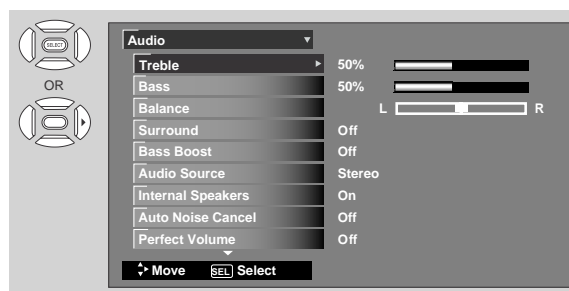 SELECT
OR
Audio
Treble 50%
Bass 50%
Balance L R
Surround Off
Bass Boost Off
Audio Source Stereo
Internal Speakers On
Auto Noise Cancel Off
Perfect Volume Off
Move SEL Select